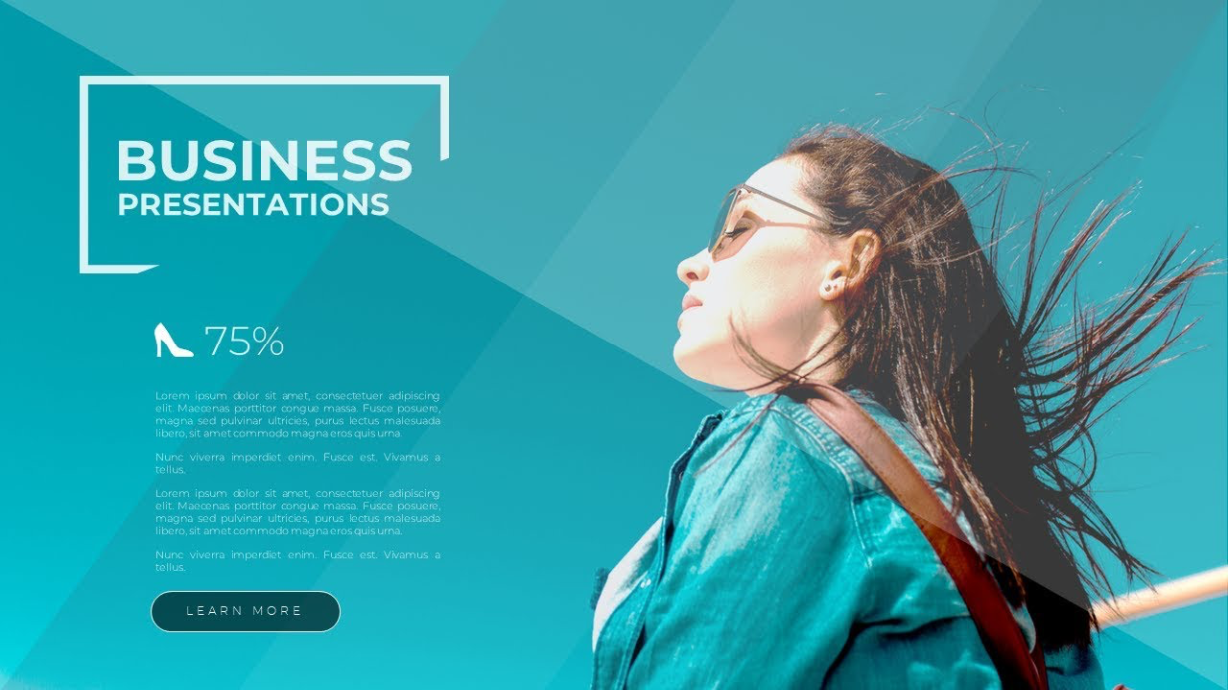 BUSINESS
PRESENTATIONS
75%
Lorem ipsum dolor sit amet, consectetuer adipiscing
elit. Maecenas porttitor congue massa. Fusce posuere,
magna sed pulvinar ultricies, purus lectus malesuada
libero, sit amet commodo magna eros quis urna.
Nunc viverra imperdiet enim. Fusce est. Vivamus a
tellus.
Lorem ipsum dolor sit amet, consectetuer adipiscing
elit. Maecenas porttitor congue massa. Fusce posuere,
magna sed pulvinar ultricies, purus lectus malesuada
libero, sit amet commodo magna eros quis urna.
Nunc viverra imperdiet enim. Fusce est. Vivamus a
tellus.
LEARN MORE